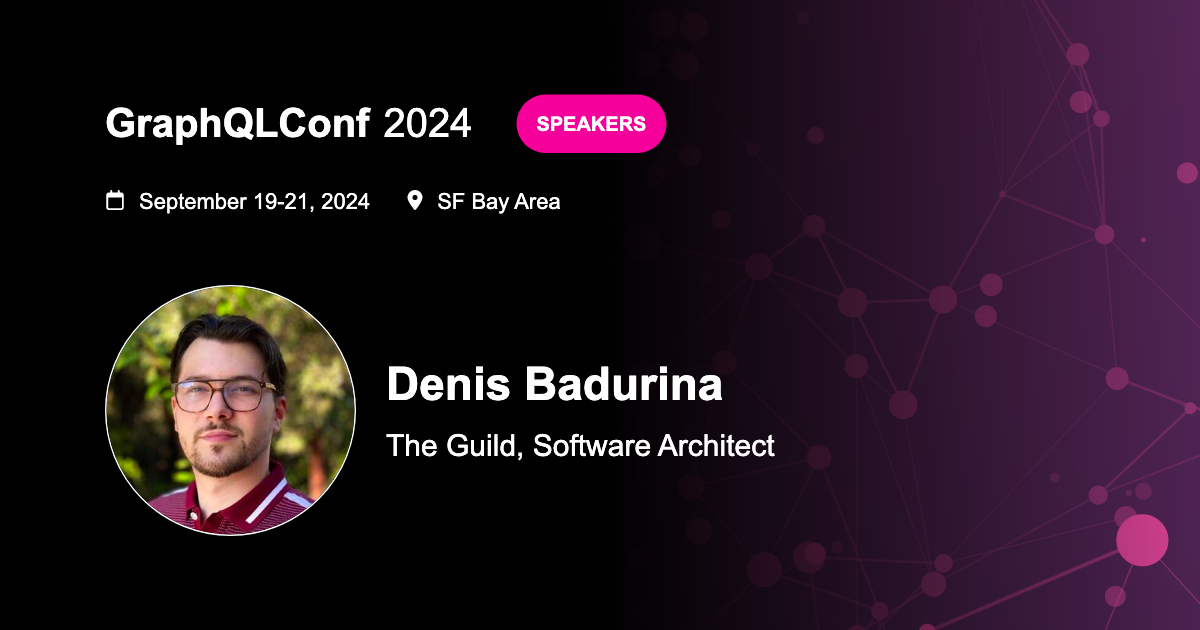 GraphQLConf 2024 SPEAKERS
September 19-21, 2024 SF Bay Area
Denis Badurina
The Guild, Software Architect